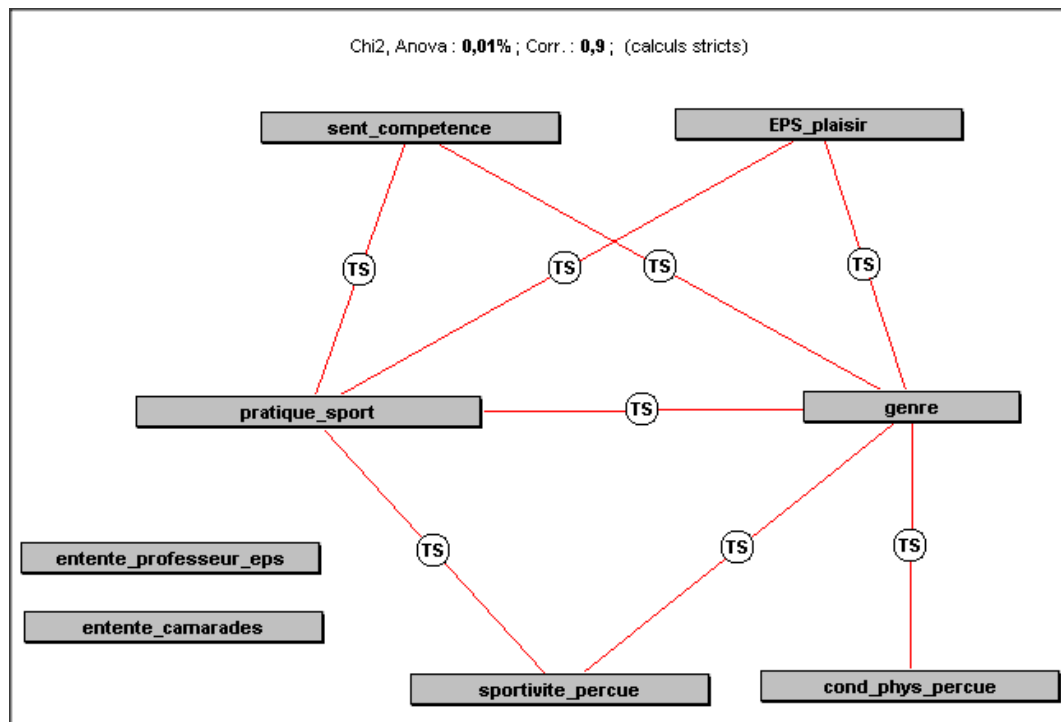 Chi2, Anova : 0,01% ; Corr. : 0,9 ; (calculs stricts)
sent_competence
EPS_plaisir
TS
TS
TS
TS
pratique_sport
TS
genre
TS
TS
TS
entente_professeur_eps
entente_camarades
sportivite_percue
cond_phys_percue